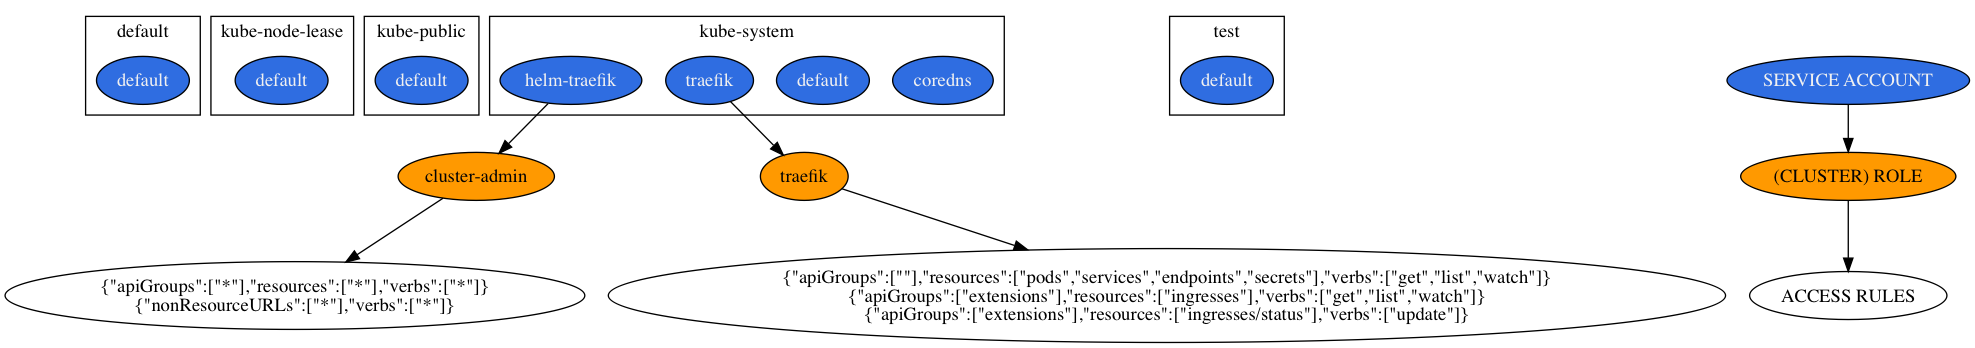 default
kube-node-lease
kube-public
kube-system
test
default
default
default
helm-traefik
traefik
default
coredns
default
SERVICE ACCOUNT
cluster-admin
traefik
(CLUSTER) ROLE
{"apiGroups":["*"],"resources":["*"],"verbs":["*"]}
{"nonResourceURLs":["*"],"verbs":["*"]}
{"apiGroups":[""],"resources":["pods","services","endpoints","secrets"],"verbs":["get","list","watch"]}
{"apiGroups":["extensions"],"resources":["ingresses"],"verbs":["get","list","watch"]}
{"apiGroups":["extensions"],"resources":["ingresses/status"],"verbs":["update"]}
ACCESS RULES